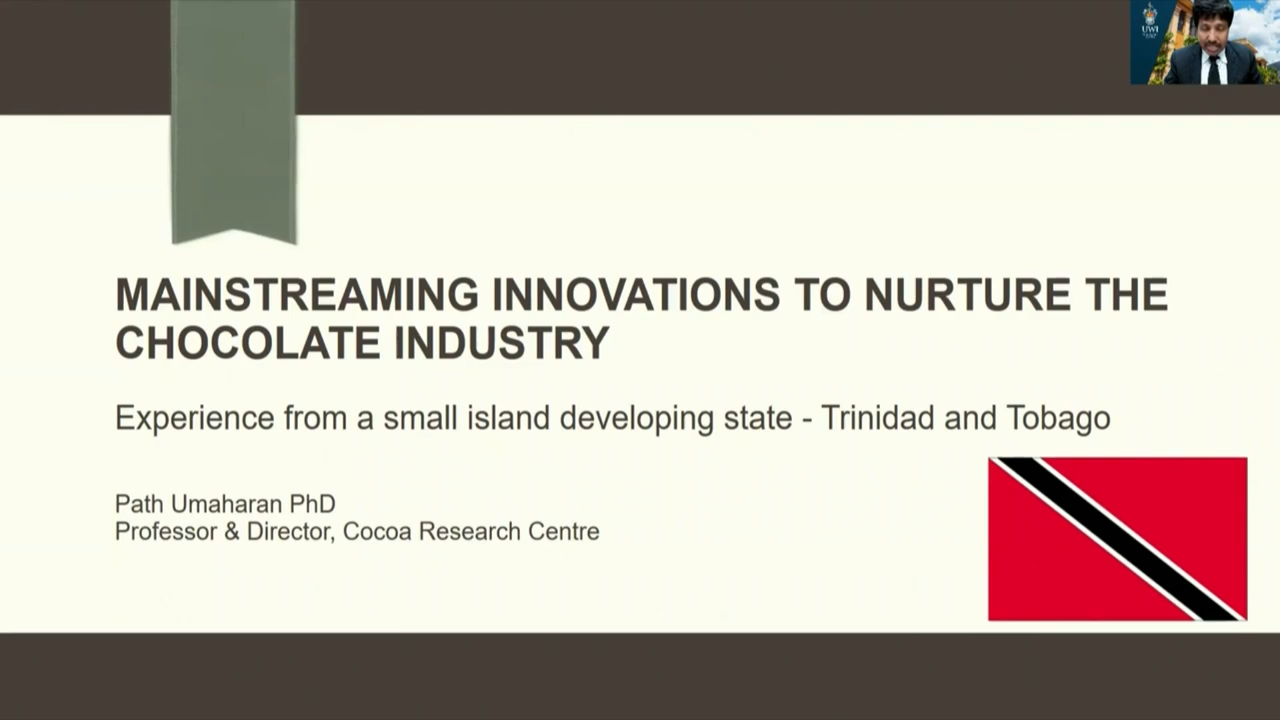 UWI
MAINSTREAMING INNOVATIONS TO NURTURE THE
CHOCOLATE INDUSTRY
Experience from a small island developing state - Trinidad and Tobago
Path Umaharan PhD
Professor & Director, Cocoa Research Centre